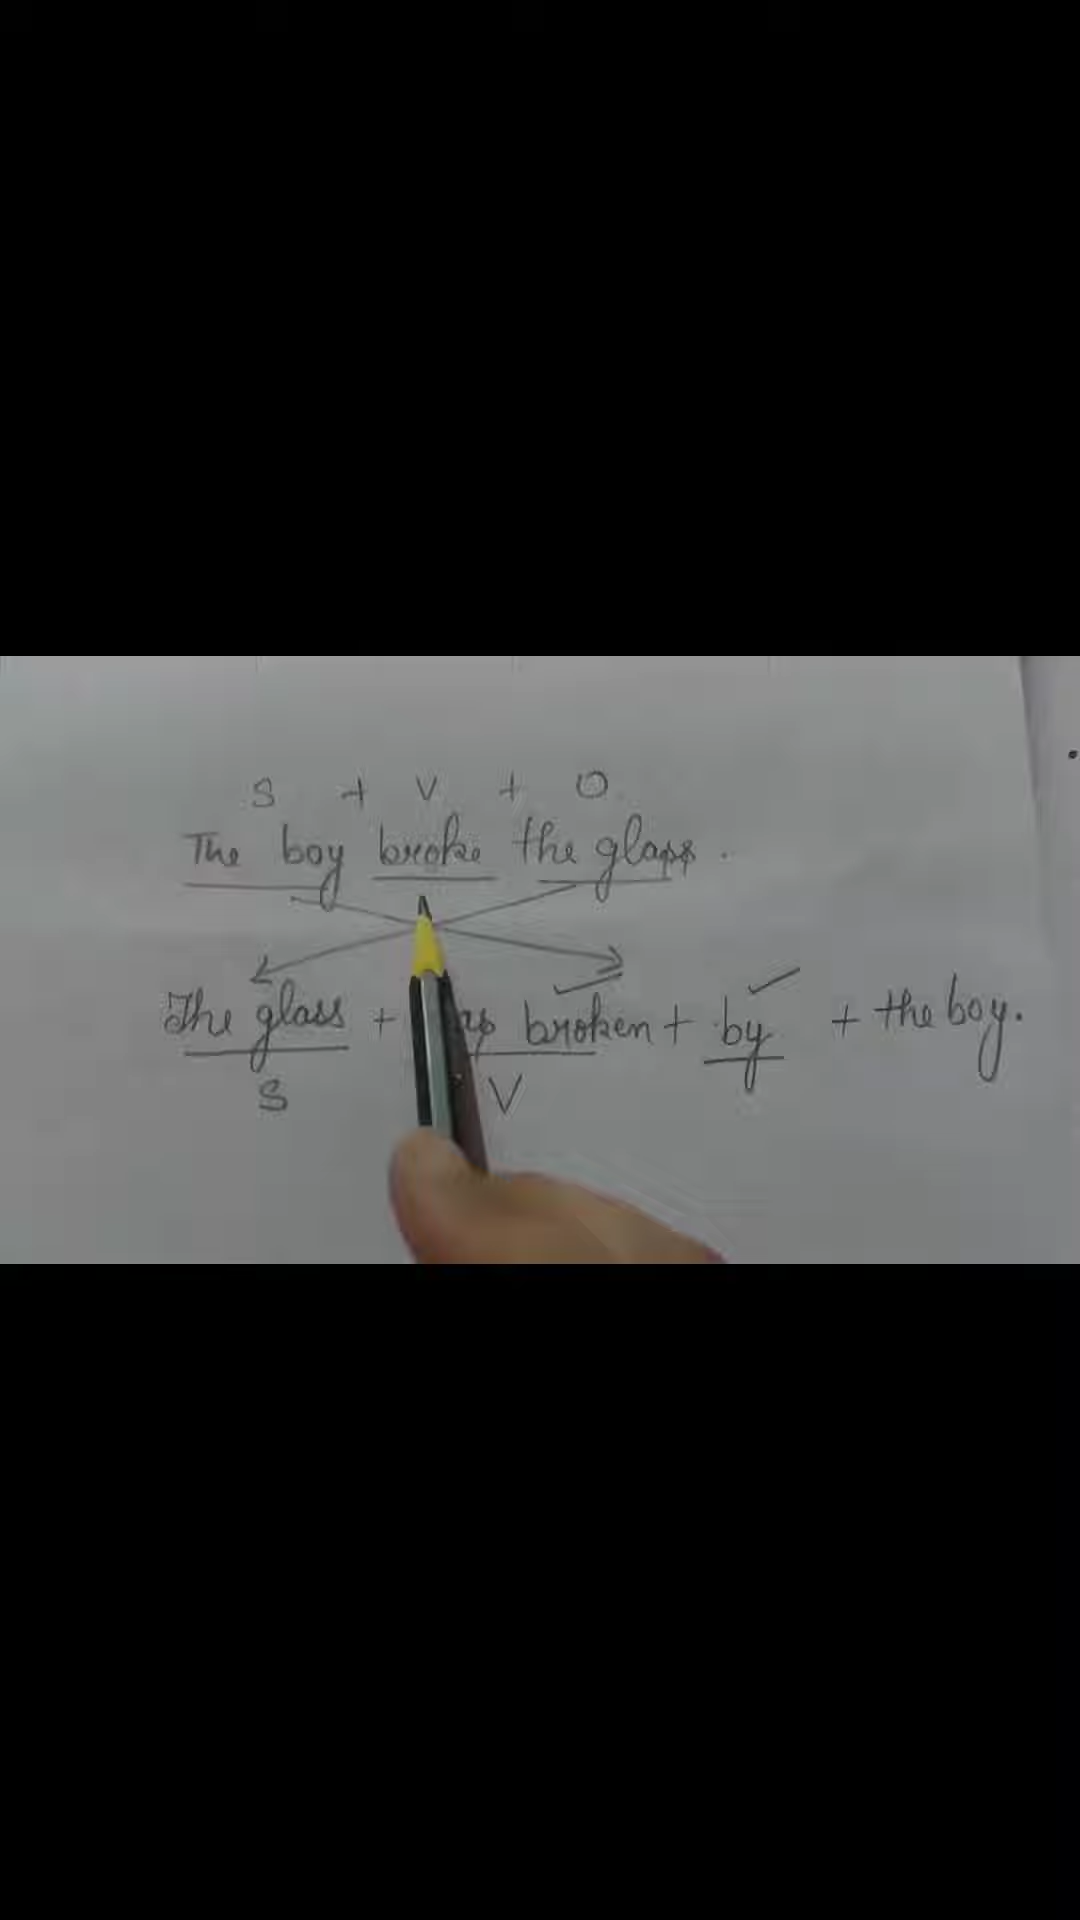 S + V + O
The boy broke the glass.
The glass + broken + by + the boy.
S V